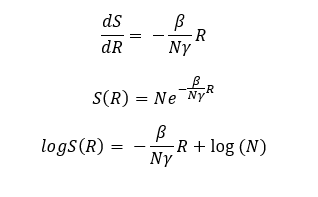 dS/dR = − β/Nγ R
S(R) = Ne^(−β/Nγ R)
logS(R) = − β/Nγ R + log (N)